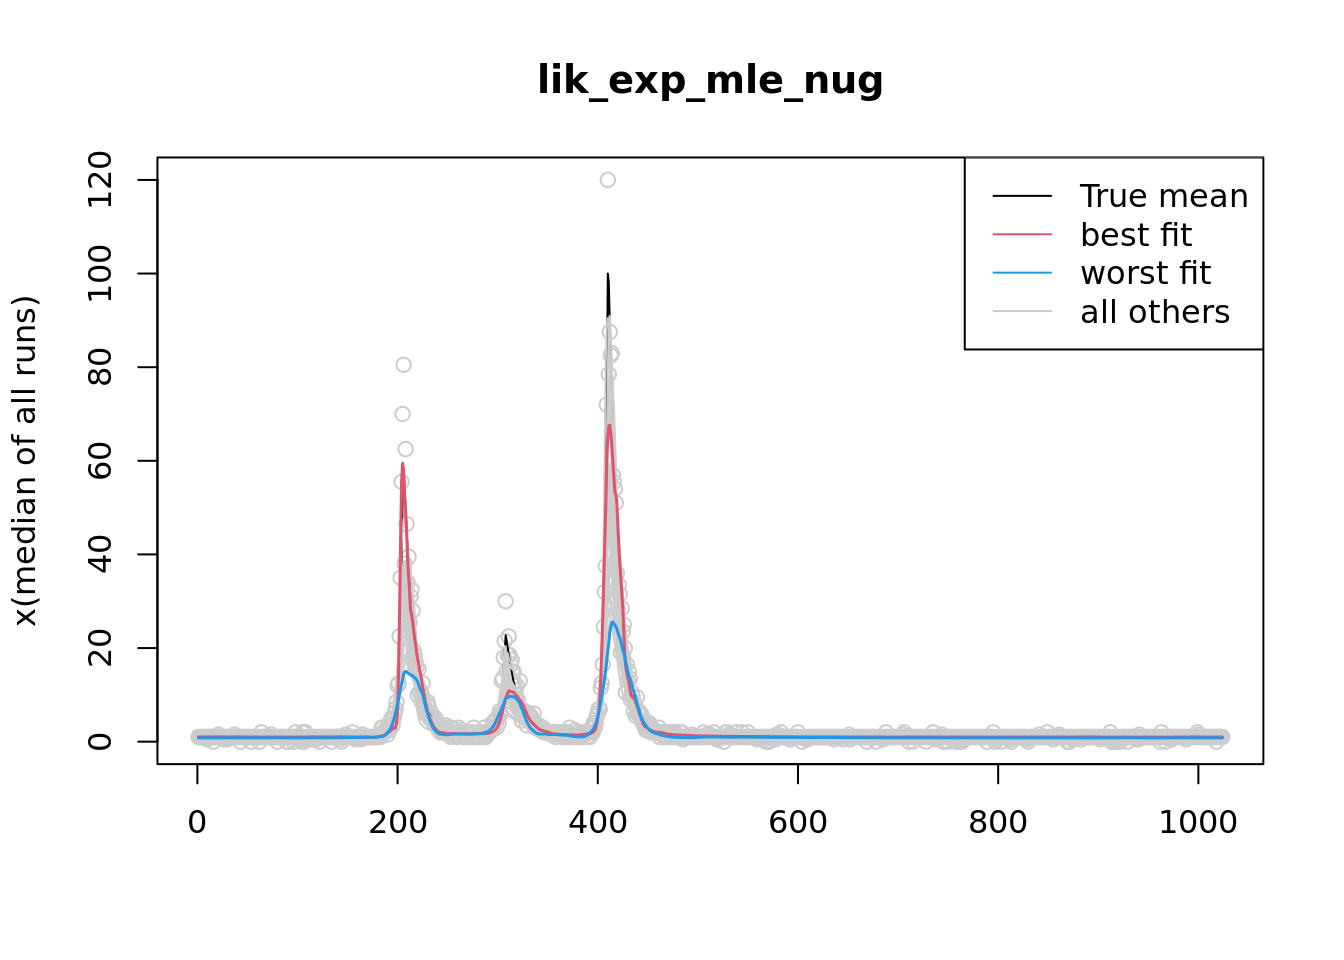 lik_exp_mle_nug
120
100
80
60
40
20
0
x(median of all runs)
True mean
best fit
worst fit
all others
0 200 400 600 800 1000